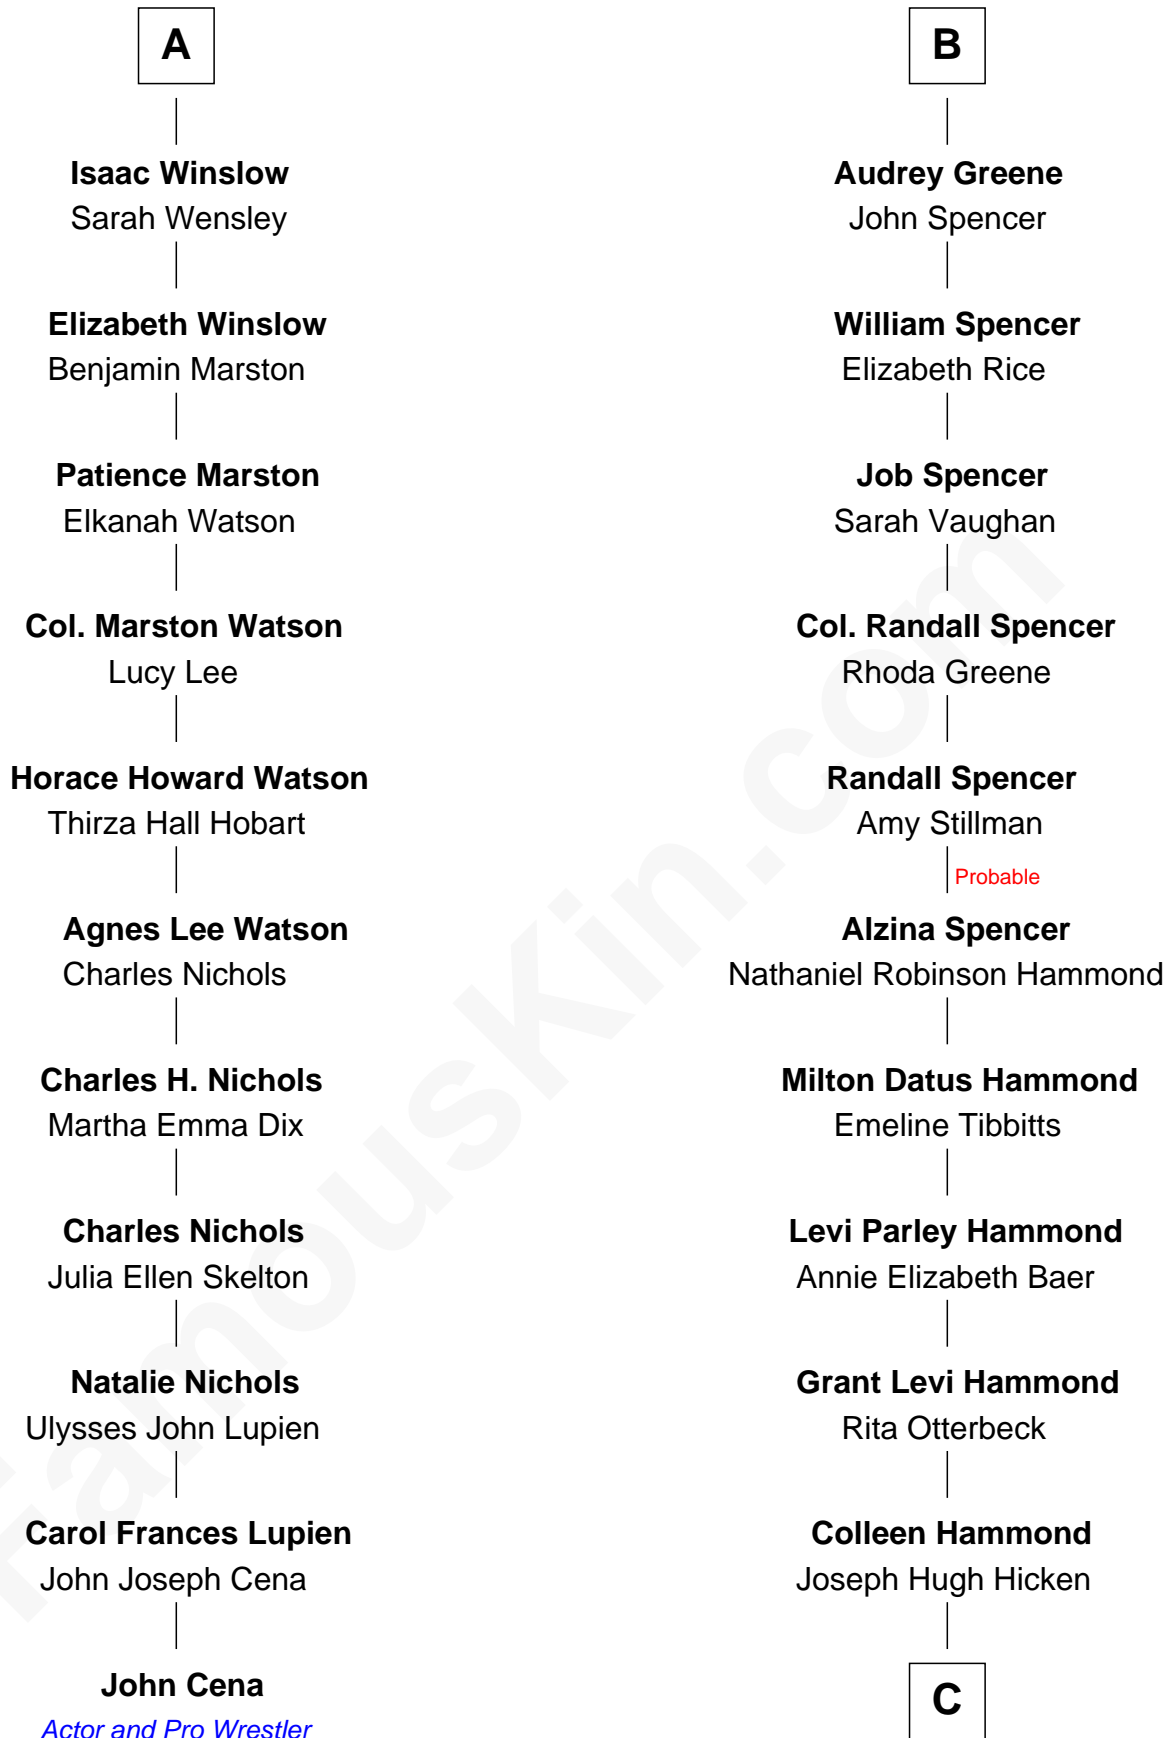 A
Isaac Winslow
Sarah Wensley
Elizabeth Winslow
Benjamin Marston
Patience Marston
Elkanah Watson
Col. Marston Watson
Lucy Lee
Horace Howard Watson
Thirza Hall Hobart
Agnes Lee Watson
Charles Nichols
Charles H. Nichols
Martha Emma Dix
Charles Nichols
Julia Ellen Skelton
Natalie Nichols
Ulysses John Lupien
Carol Frances Lupien
John Joseph Cena
John Cena
Actor and Pro Wrestler
B
Audrey Greene
John Spencer
William Spencer
Elizabeth Rice
Job Spencer
Sarah Vaughan
Col. Randall Spencer
Rhoda Greene
Randall Spencer
Amy Stillman
Probable
Alzina Spencer
Nathaniel Robinson Hammond
Milton Datus Hammond
Emeline Tibbitts
Levi Parley Hammond
Annie Elizabeth Baer
Grant Levi Hammond
Rita Otterbeck
Colleen Hammond
Joseph Hugh Hicken
C
FamousKin.com